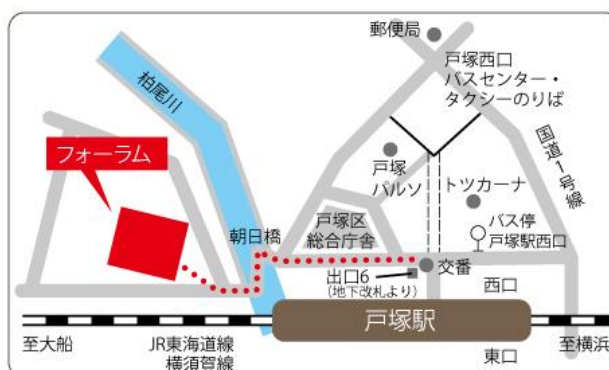 郵便局
戸塚西口
バスセンター・
タクシーのりば
柏尾川
国道1号線
フォーラム
戸塚
パルソ
トツカーナ
朝日橋
戸塚区
総合庁舎
バス停
戸塚駅西口
交番
出口6
(地下改札より)
西口
戸塚駅
至大船
JR東海道線
横須賀線
東口
至横浜